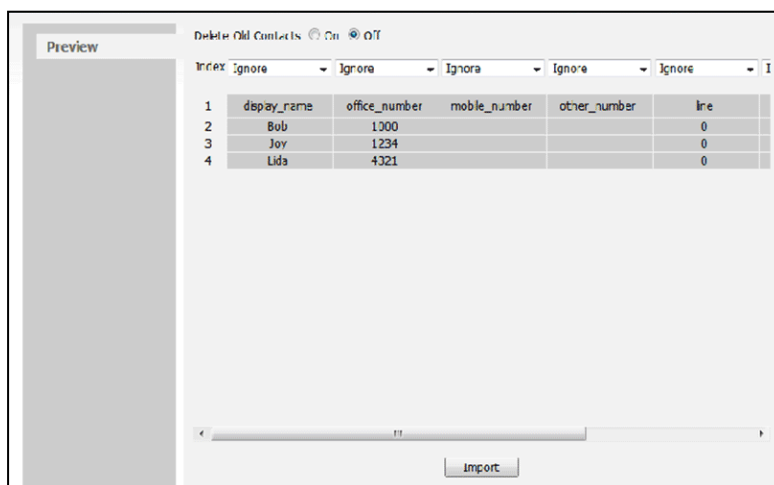 Preview
Delete Old Contacts On Off
Index Ignore Ignore Ignore Ignore Ignore I
1 display_name office_number mobile_number other_number line
2 Bob 1000 0
3 Joy 1234 0
4 Lida 4321 0
Import